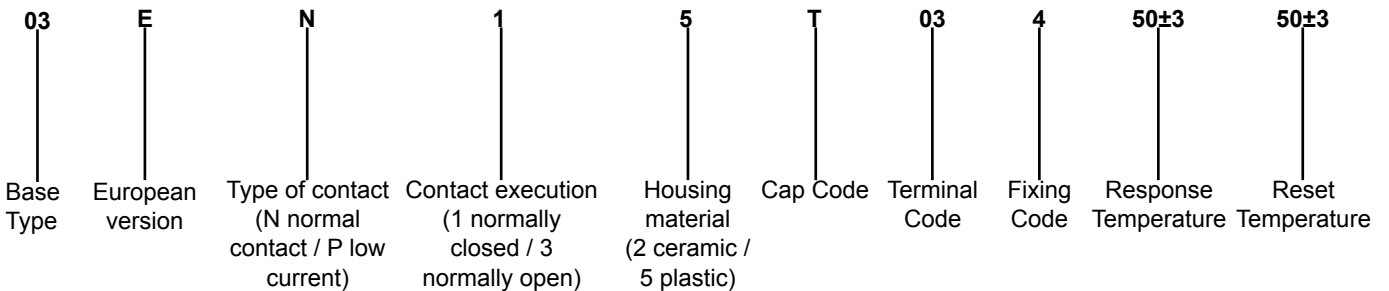 03 E N 1 5 T 03 4 50±3 50±3
Base Type
European version
Type of contact
(N normal
contact / P low
current)
Contact execution
(1 normally
closed / 3
normally open)
Housing
material
(2 ceramic /
5 plastic)
Cap Code
Terminal
Code
Fixing
Code
Response
Temperature
Reset
Temperature